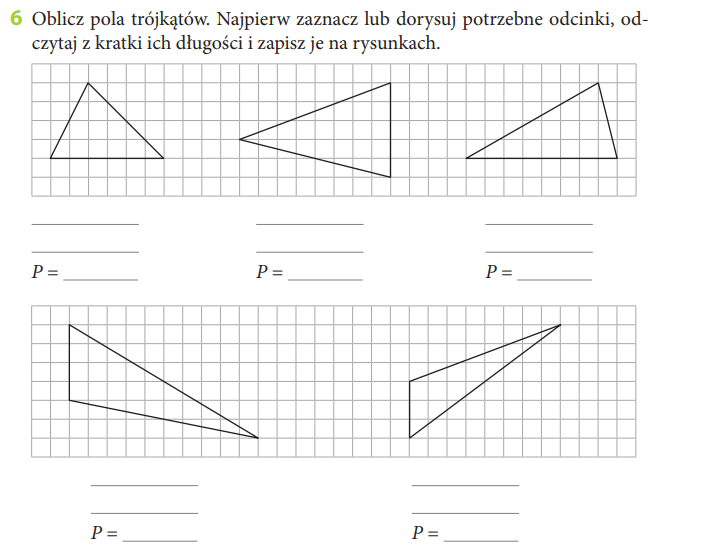 6 Oblicz pola trójkątów. Najpierw zaznacz lub dorysuj potrzebne odcinki, od-
czytaj z kratki ich długości i zapisz je na rysunkach.
P = P = P =
P = P =